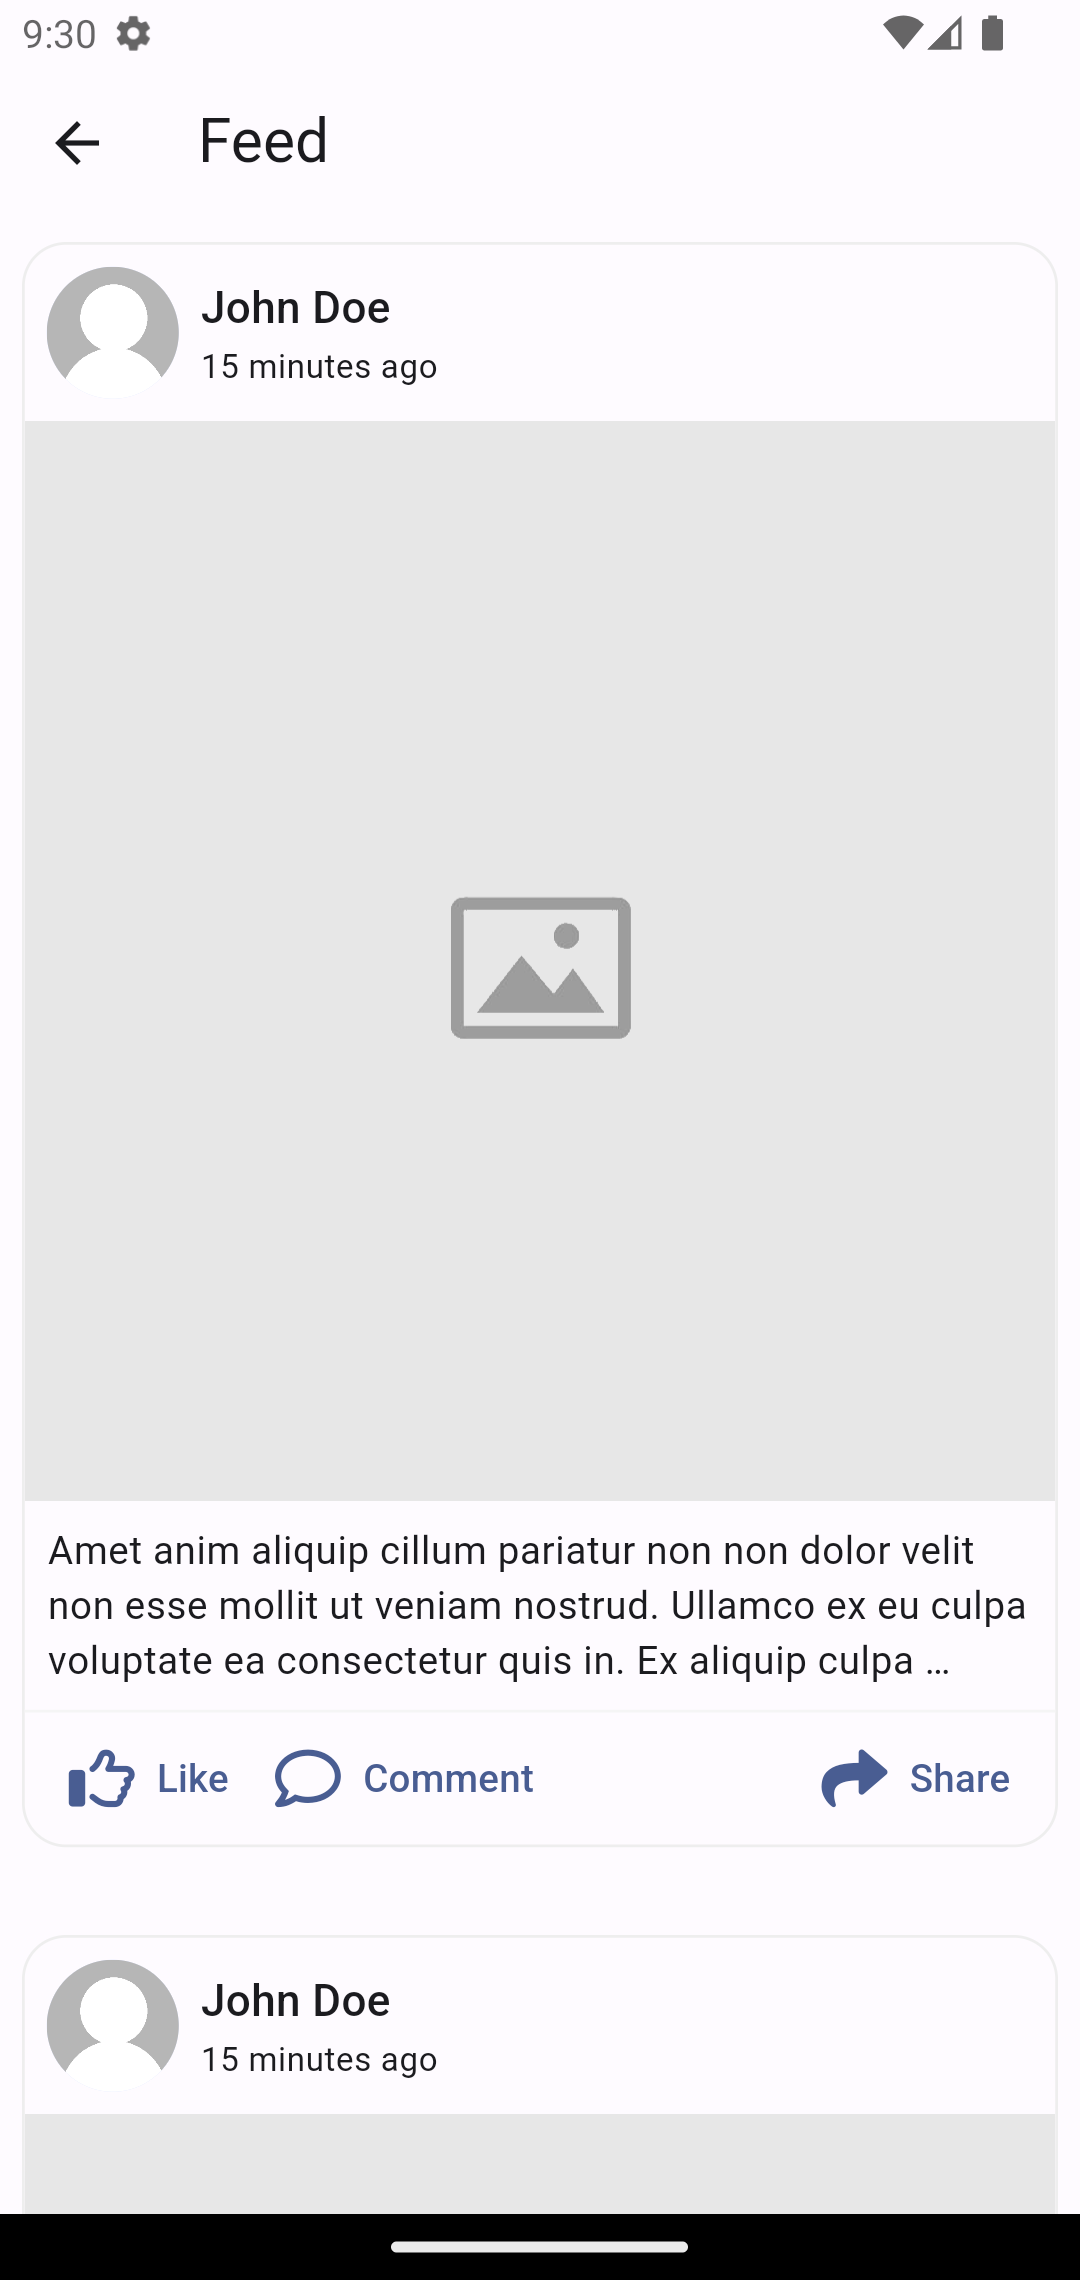 9:30
Feed
John Doe
15 minutes ago
Amet anim aliquip cillum pariatur non non dolor velit
non esse mollit ut veniam nostrud. Ullamco ex eu culpa
voluptate ea consectetur quis in. Ex aliquip culpa …
Like Comment Share
John Doe
15 minutes ago